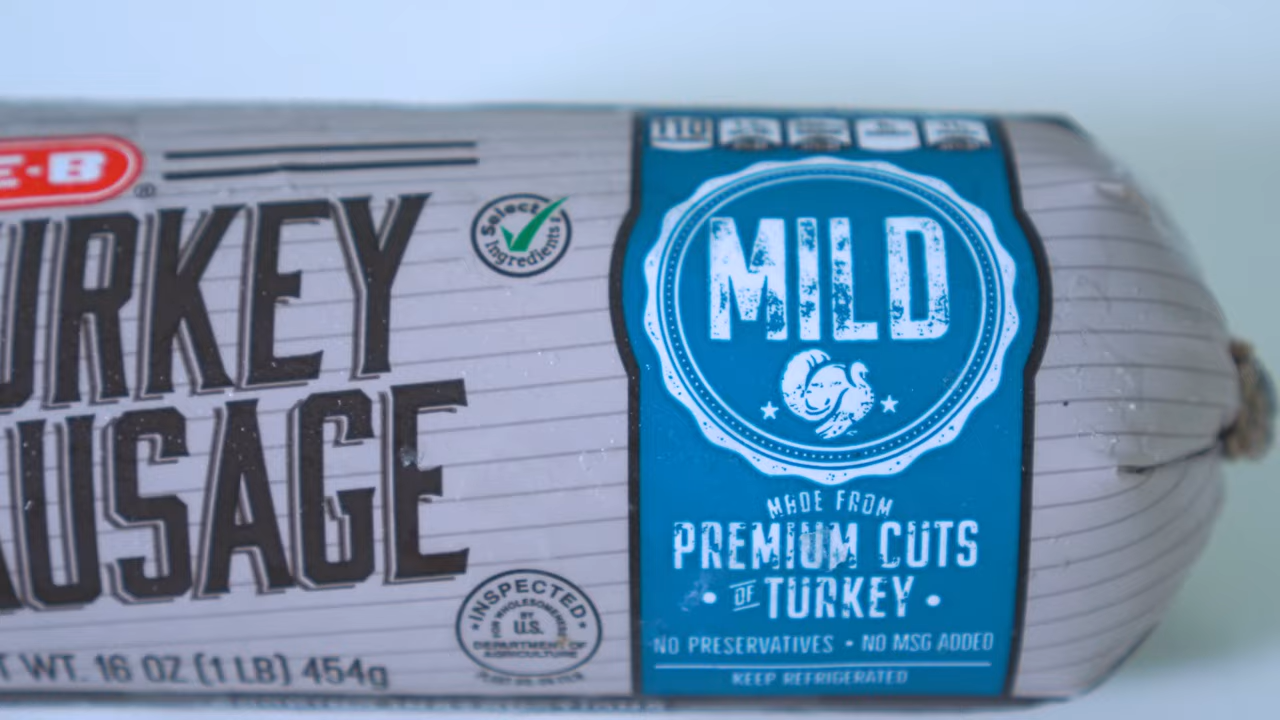 E·B
®
URKEY
AUSAGE
T WT. 16 OZ (1 LB) 454g
Select
Ingredients
INSPECTED
FOR WHOLESOMENESS
BY
U.S.
DEPARTMENT OF
AGRICULTURE
110
MILD
MADE FROM
PREMIUM CUTS
OF TURKEY
NO PRESERVATIVES • NO MSG ADDED
KEEP REFRIGERATED